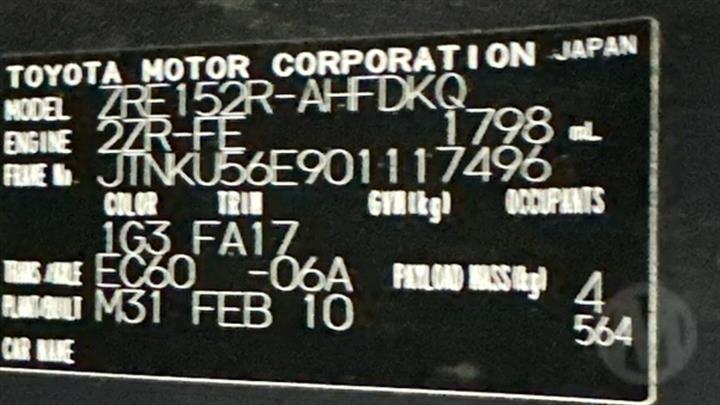 TOYOTA MOTOR CORPORATION JAPAN
MODEL ZRE152R-AHFDKQ
ENGINE 2ZR-FE 1798 mL
FRAME No. JTNKU56E901117496
COLOR TRIM GVM(kg) OCCUPANTS
1G3 FA17
TRANS/AXLE EC60 -06A PAYLOAD MASS(kg) 4
PLANT/BUILT M31 FEB 10 564
CAR NAME